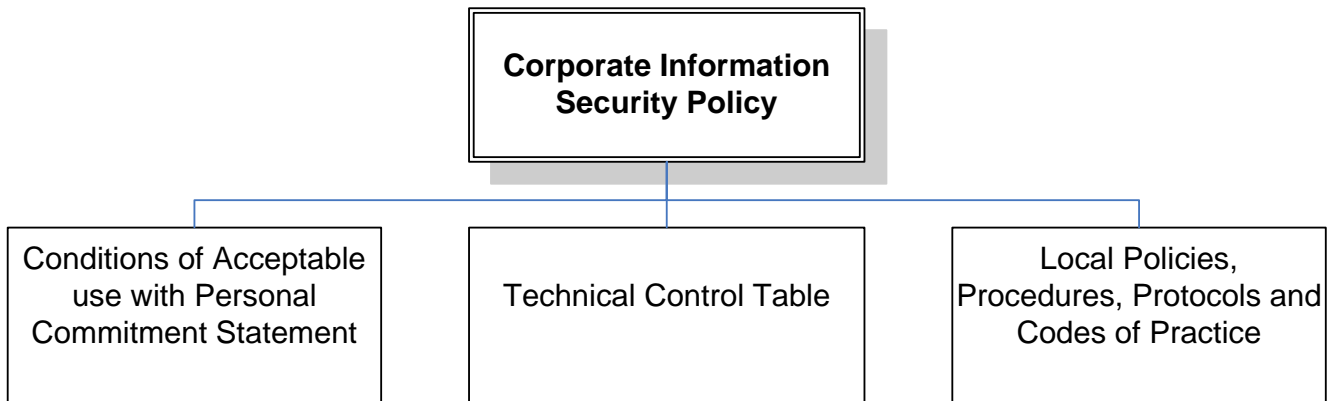 Corporate Information
Security Policy
Conditions of Acceptable
use with Personal
Commitment Statement
Technical Control Table
Local Policies,
Procedures, Protocols and
Codes of Practice